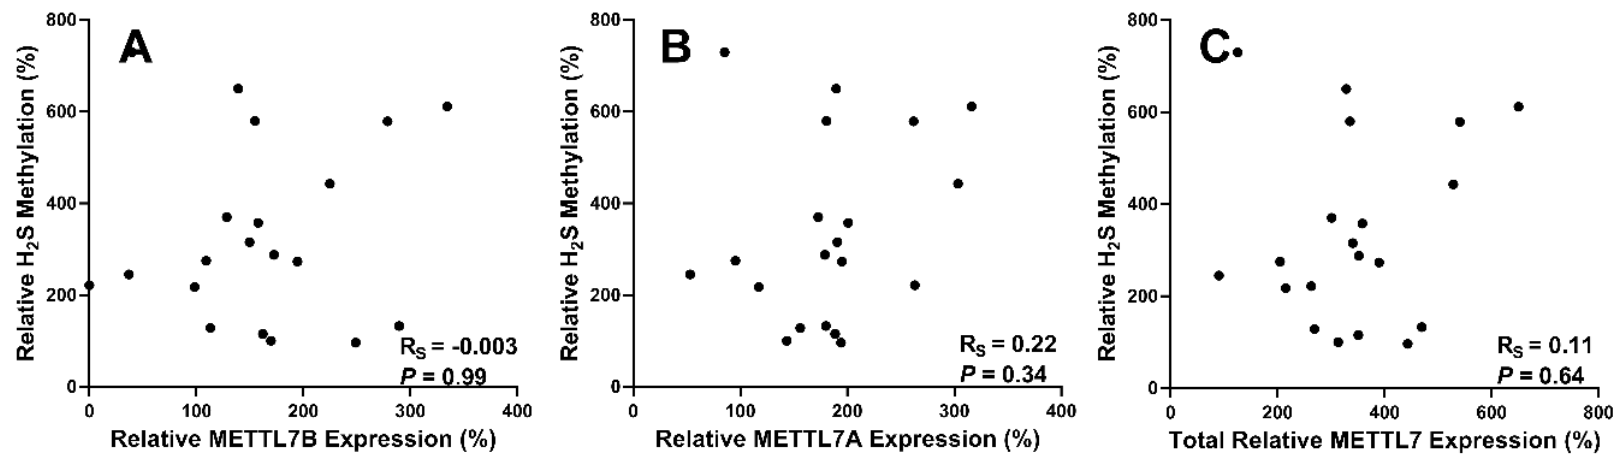 A
800
600
400
200
0
Relative H₂S Methylation (%)
0 100 200 300 400
Relative METTL7B Expression (%)
R_S = -0.003
P = 0.99
B
800
600
400
200
0
Relative H₂S Methylation (%)
0 100 200 300 400
Relative METTL7A Expression (%)
R_S = 0.22
P = 0.34
C
800
600
400
200
0
Relative H₂S Methylation (%)
0 200 400 600 800
Total Relative METTL7 Expression (%)
R_S = 0.11
P = 0.64